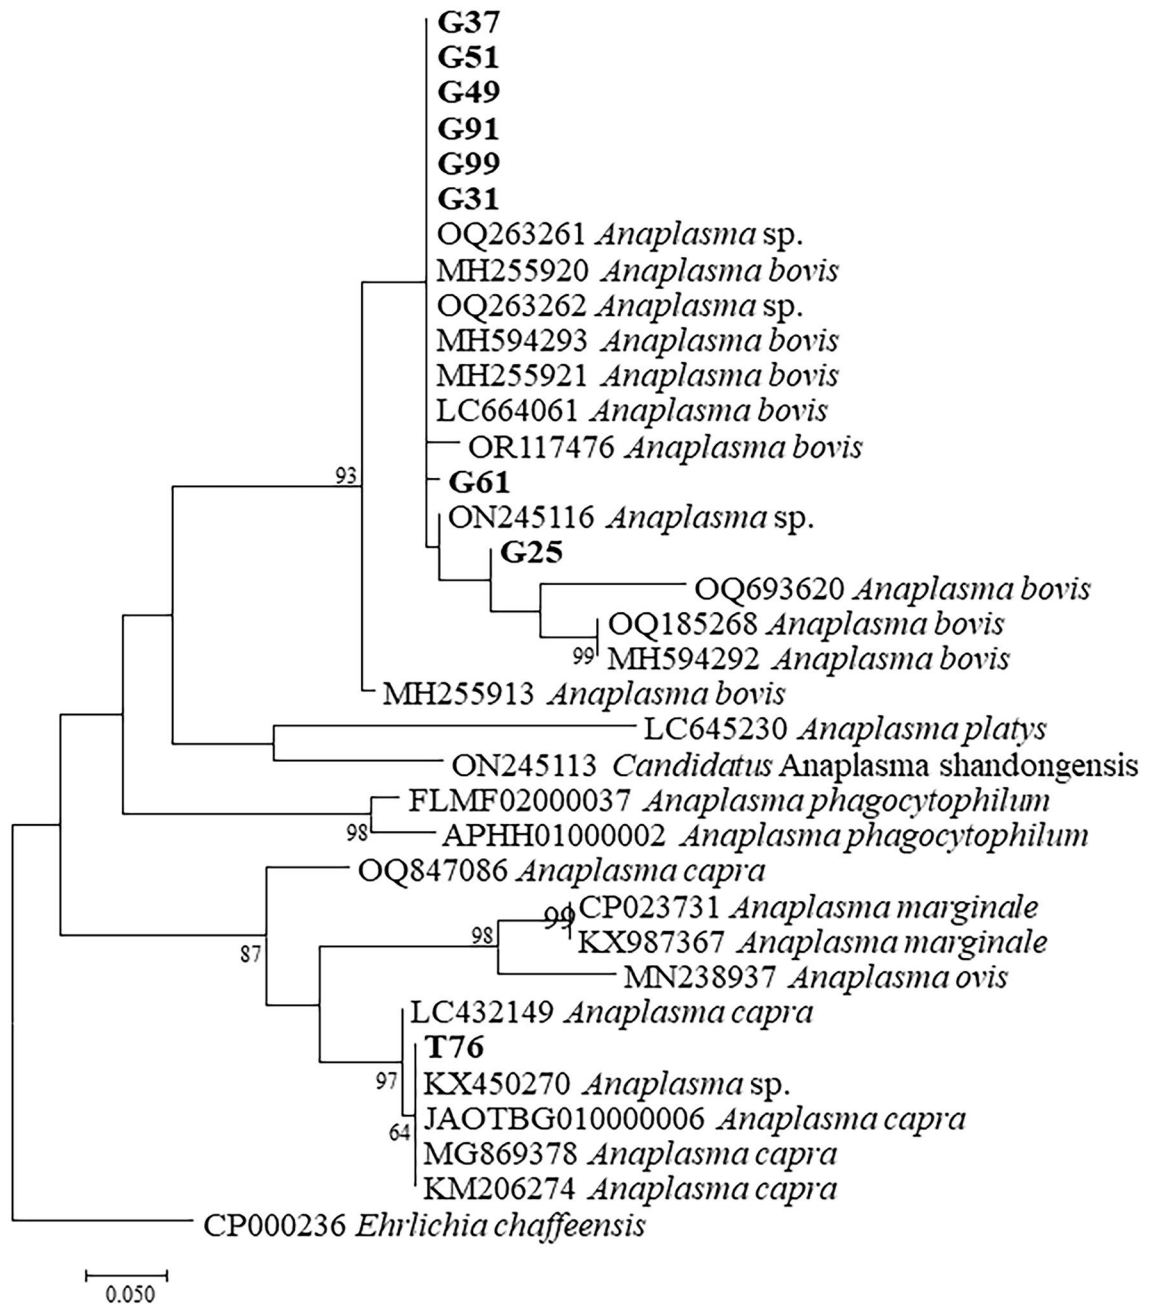 G37
G51
G49
G91
G99
G31
OQ263261 Anaplasma sp.
MH255920 Anaplasma bovis
OQ263262 Anaplasma sp.
MH594293 Anaplasma bovis
MH255921 Anaplasma bovis
LC664061 Anaplasma bovis
OR117476 Anaplasma bovis
93
G61
ON245116 Anaplasma sp.
G25
OQ693620 Anaplasma bovis
OQ185268 Anaplasma bovis
99
MH594292 Anaplasma bovis
MH255913 Anaplasma bovis
LC645230 Anaplasma platys
ON245113 Candidatus Anaplasma shandongensis
FLMF02000037 Anaplasma phagocytophilum
98
APHH01000002 Anaplasma phagocytophilum
OQ847086 Anaplasma capra
99
CP023731 Anaplasma marginale
98
KX987367 Anaplasma marginale
87
MN238937 Anaplasma ovis
LC432149 Anaplasma capra
T76
97
KX450270 Anaplasma sp.
JAOTBG010000006 Anaplasma capra
64
MG869378 Anaplasma capra
KM206274 Anaplasma capra
CP000236 Ehrlichia chaffeensis
0.050